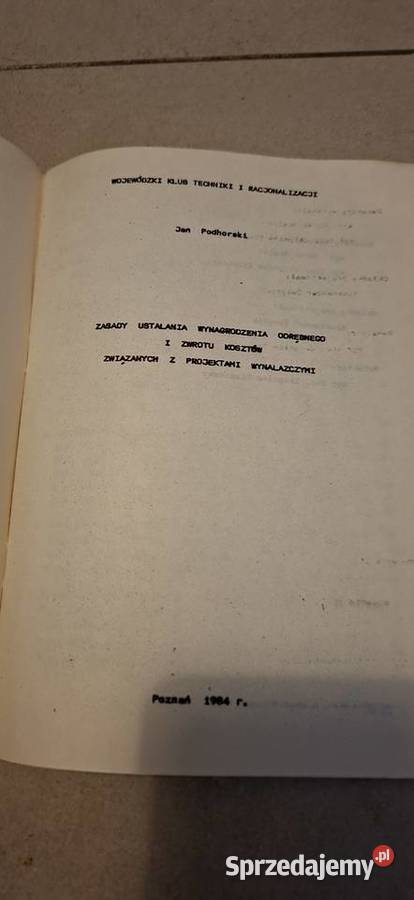 WOJEWÓDZKI KLUB TECHNIKI I RACJONALIZACJI
Jan Podhorski
ZASADY USTALANIA WYNAGRODZENIA ODRĘBNEGO
I ZWROTU KOSZTÓW
ZWIĄZANYCH Z PROJEKTAMI WYNALAZCZYMI
Poznań 1984 r.
Sprzedajemy.pl